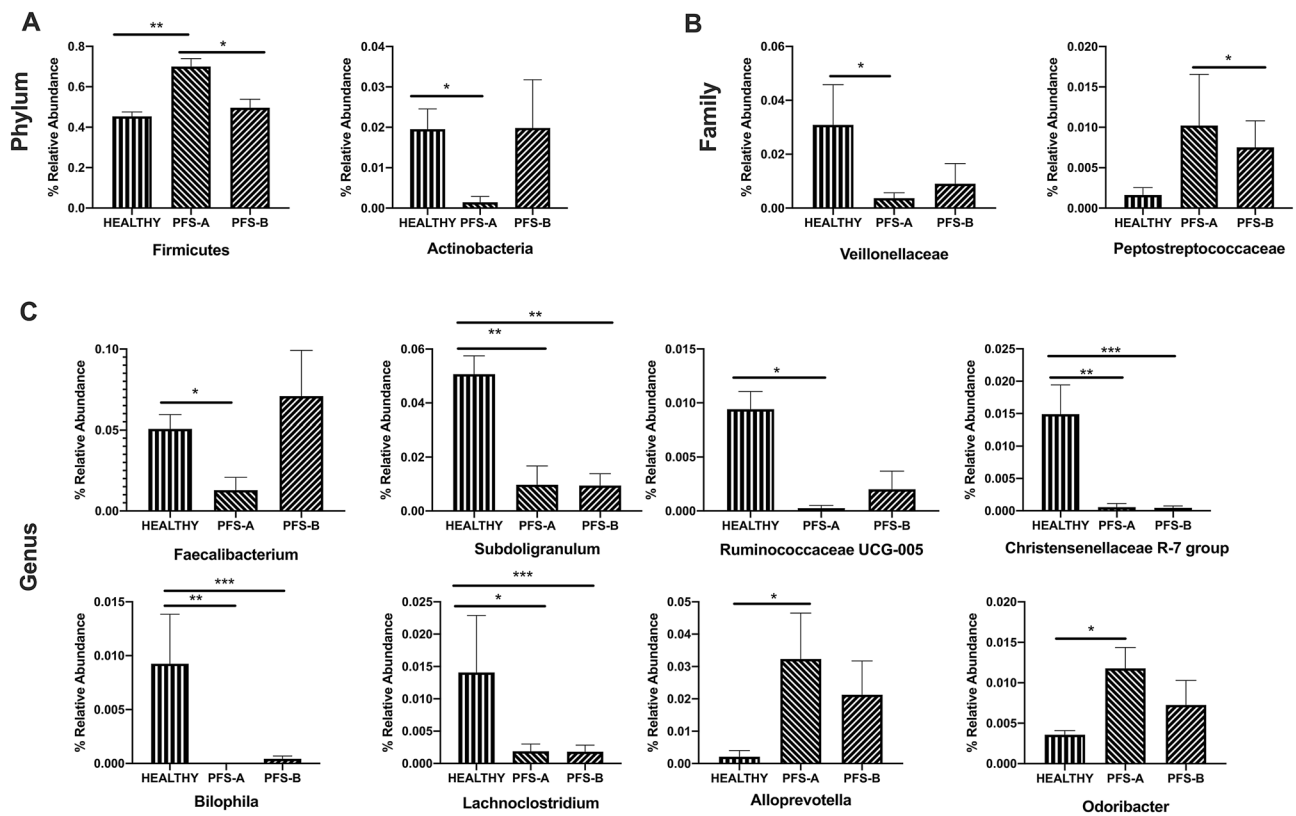 A
Phylum
% Relative Abundance
0.8
0.6
0.4
0.2
0.0
**
*
HEALTHY PFS-A PFS-B
Firmicutes
% Relative Abundance
0.04
0.03
0.02
0.01
0.00
*
HEALTHY PFS-A PFS-B
Actinobacteria
B
Family
% Relative Abundance
0.06
0.04
0.02
0.00
*
HEALTHY PFS-A PFS-B
Veillonellaceae
% Relative Abundance
0.020
0.015
0.010
0.005
0.000
*
HEALTHY PFS-A PFS-B
Peptostreptococcaceae
C
Genus
% Relative Abundance
0.10
0.05
0.00
*
HEALTHY PFS-A PFS-B
Faecalibacterium
% Relative Abundance
0.06
0.04
0.02
0.00
**
**
HEALTHY PFS-A PFS-B
Subdoligranulum
% Relative Abundance
0.015
0.010
0.005
0.000
*
HEALTHY PFS-A PFS-B
Ruminococcaceae UCG-005
% Relative Abundance
0.025
0.020
0.015
0.010
0.005
0.000
***
**
HEALTHY PFS-A PFS-B
Christensenellaceae R-7 group
% Relative Abundance
0.015
0.010
0.005
0.000
***
**
HEALTHY PFS-A PFS-B
Bilophila
% Relative Abundance
0.025
0.020
0.015
0.010
0.005
0.000
***
*
HEALTHY PFS-A PFS-B
Lachnoclostridium
% Relative Abundance
0.05
0.04
0.03
0.02
0.01
0.00
*
HEALTHY PFS-A PFS-B
Alloprevotella
% Relative Abundance
0.020
0.015
0.010
0.005
0.000
*
HEALTHY PFS-A PFS-B
Odoribacter